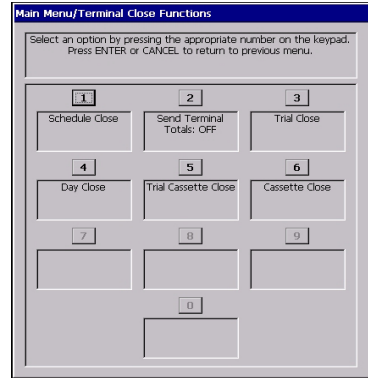 Main Menu/Terminal Close Functions
Select an option by pressing the appropriate number on the keypad.
Press ENTER or CANCEL to return to previous menu.
1 2 3
Schedule Close Send Terminal Trial Close
Totals: OFF
4 5 6
Day Close Trial Cassette Close Cassette Close
7 8 9
0